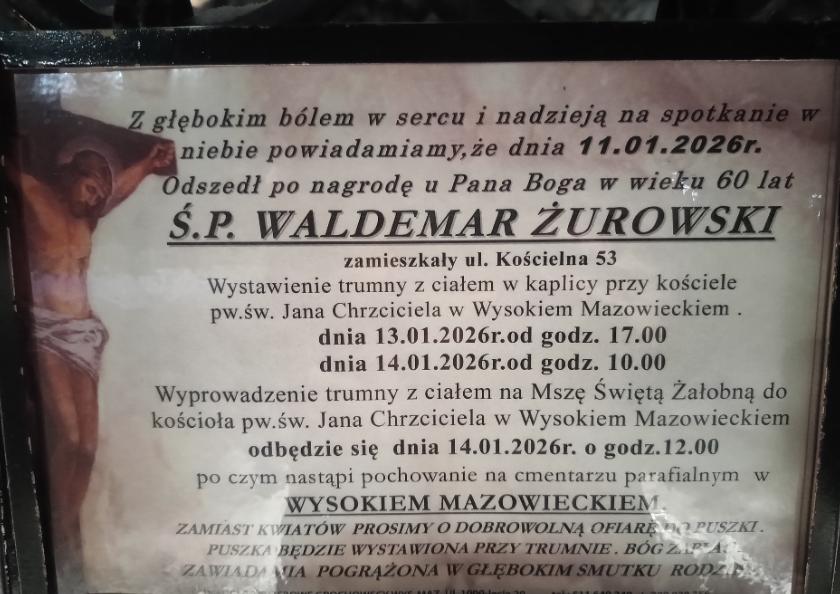 Z głębokim bólem w sercu i nadzieją na spotkanie w
niebie powiadamiamy,że dnia 11.01.2026r.
Odszedł po nagrodę u Pana Boga w wieku 60 lat
Ś.P. WALDEMAR ŻUROWSKI
zamieszkały ul. Kościelna 53
Wystawienie trumny z ciałem w kaplicy przy kościele
pw.św. Jana Chrzciciela w Wysokiem Mazowieckiem .
dnia 13.01.2026r.od godz. 17.00
dnia 14.01.2026r.od godz. 10.00
Wyprowadzenie trumny z ciałem na Mszę Świętą Żałobną do
kościoła pw.św. Jana Chrzciciela w Wysokiem Mazowieckiem
odbędzie się dnia 14.01.2026r. o godz.12.00
po czym nastąpi pochowanie na cmentarzu parafialnym w
WYSOKIEM MAZOWIECKIEM
ZAMIAST KWIATÓW PROSIMY O DOBROWOLNĄ OFIARĘ DO PUSZKI .
PUSZKA BĘDZIE WYSTAWIONA PRZY TRUMNIE . BÓG
POGRĄŻONA W GŁĘBOKIM SMUTKU